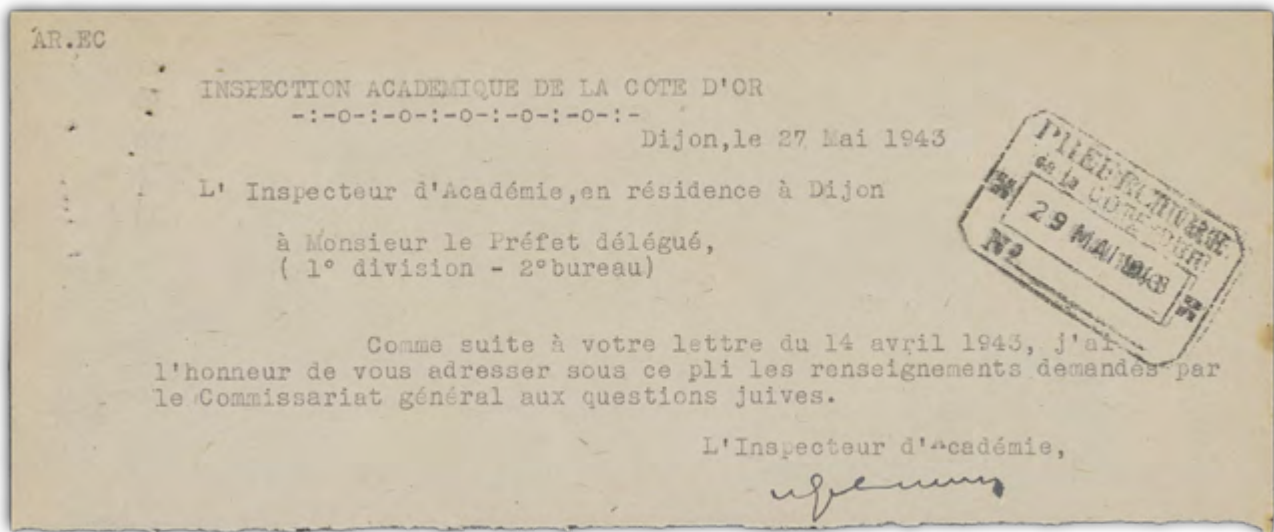 AR.EC
INSPECTION ACADEMIQUE DE LA COTE D'OR
-:-o-:-o-:-o-:-o-:-o-:-
Dijon,le 27 Mai 1943
L' Inspecteur d'Académie,en résidence à Dijon
à Monsieur le Préfet délégué,
( 1° division - 2°bureau)
PREFECTURE
de la COTE-D'OR
29 MAI 1943
N°
Comme suite à votre lettre du 14 avril 1943, j'ai
l'honneur de vous adresser sous ce pli les renseignements demandés par
le Commissariat général aux questions juives.
L'Inspecteur d'Académie,